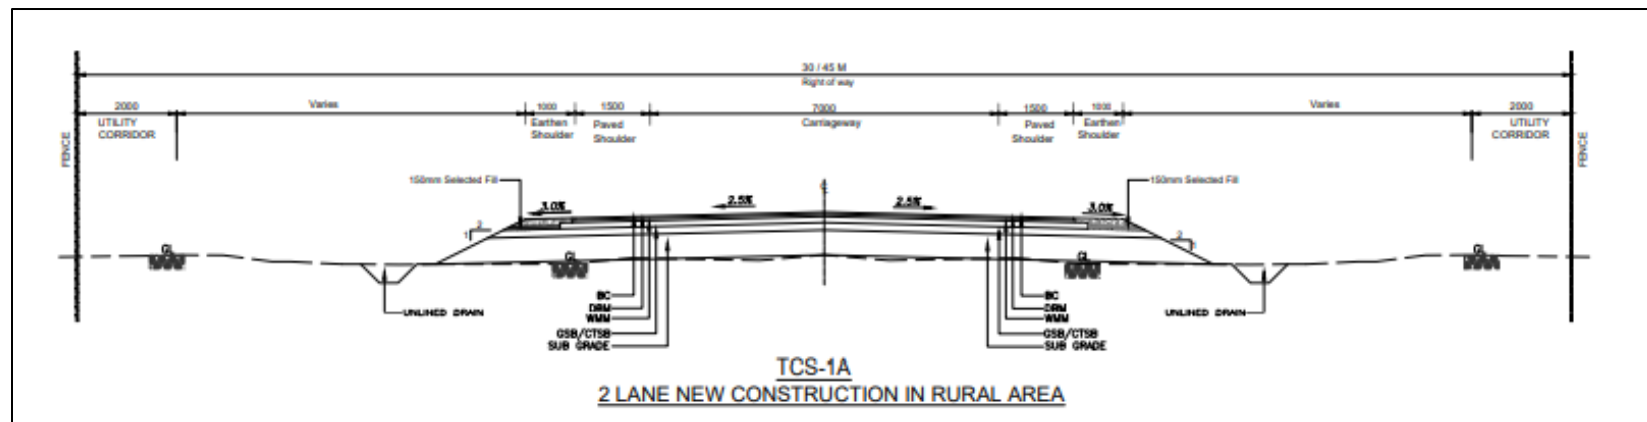 30 / 45 M
Right of way
2000
Varies
1000
1500
7000
1500
1000
Varies
2000
UTILITY
CORRIDOR
Earthen
Shoulder
Paved
Shoulder
Carriageway
Paved
Shoulder
Earthen
Shoulder
UTILITY
CORRIDOR
FENCE
FENCE
150mm Selected Fill
150mm Selected Fill
3.0%
2.5%
2.5%
3.0%
2
1
2
GL
GL
GL
GL
UNLINED DRAIN
UNLINED DRAIN
BC
DBM
WMM
GSB/CTSB
SUB GRADE
BC
DBM
WMM
GSB/CTSB
SUB GRADE
TCS-1A
2 LANE NEW CONSTRUCTION IN RURAL AREA